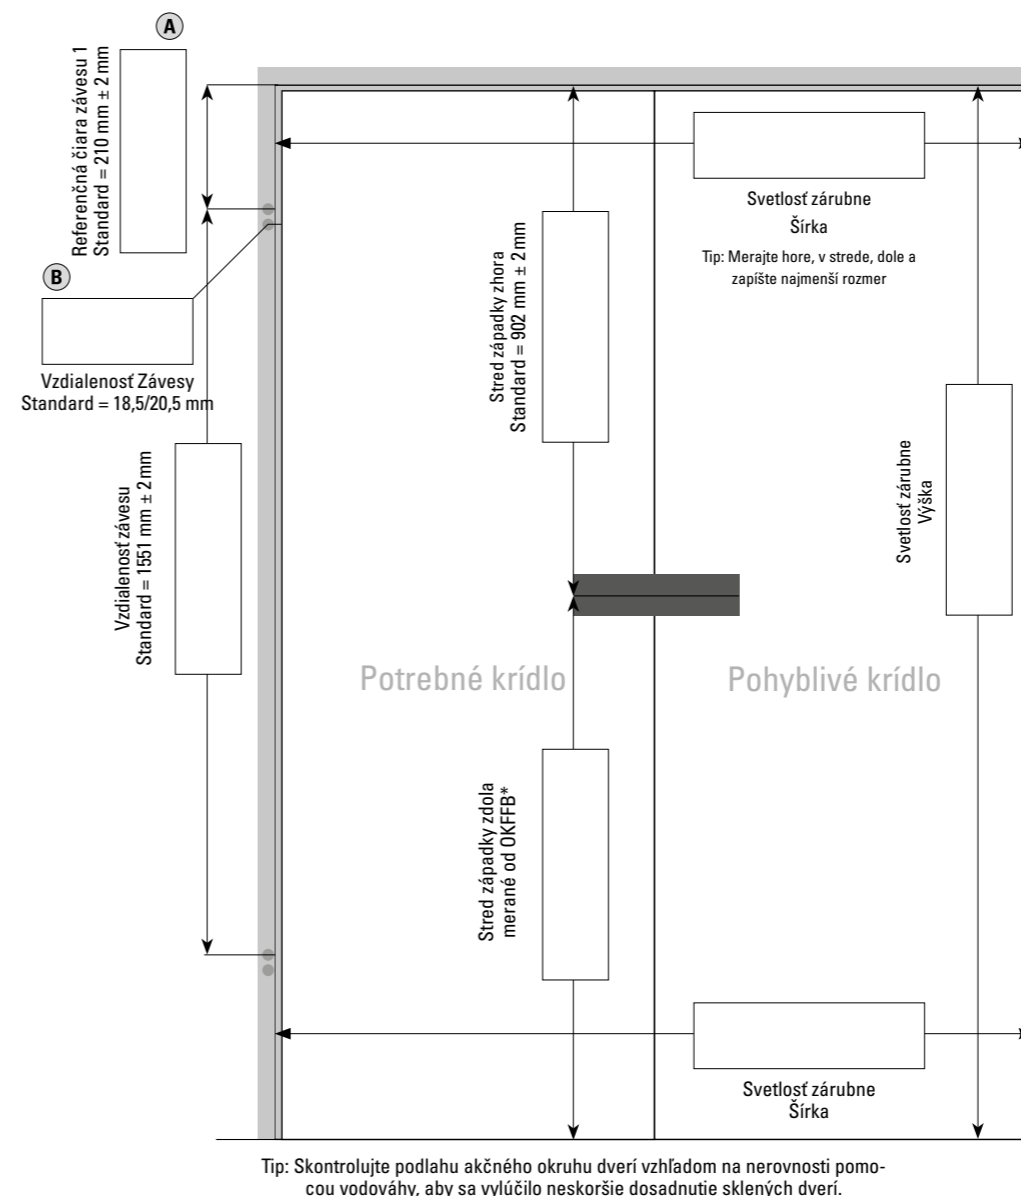 A
Referenčná čiara závesu 1
Standard = 210 mm ± 2 mm
B
Vzdialenosť Závesy
Standard = 18,5/20,5 mm
Vzdialenosť závesu
Standard = 1551 mm ± 2 mm
Stred západky zhora
Standard = 902 mm ± 2 mm
Svetlosť zárubne
Šírka
Tip: Merajte hore, v strede, dole a
zapíšte najmenší rozmer
Svetlosť zárubne
Výška
Potrebné krídlo
Pohyblivé krídlo
Stred západky zdola
merané od OKFFB*
Svetlosť zárubne
Šírka
Tip: Skontrolujte podlahu akčného okruhu dverí vzhľadom na nerovnosti pomo-
cou vodováhy, aby sa vylúčilo neskoršie dosadnutie sklených dverí.